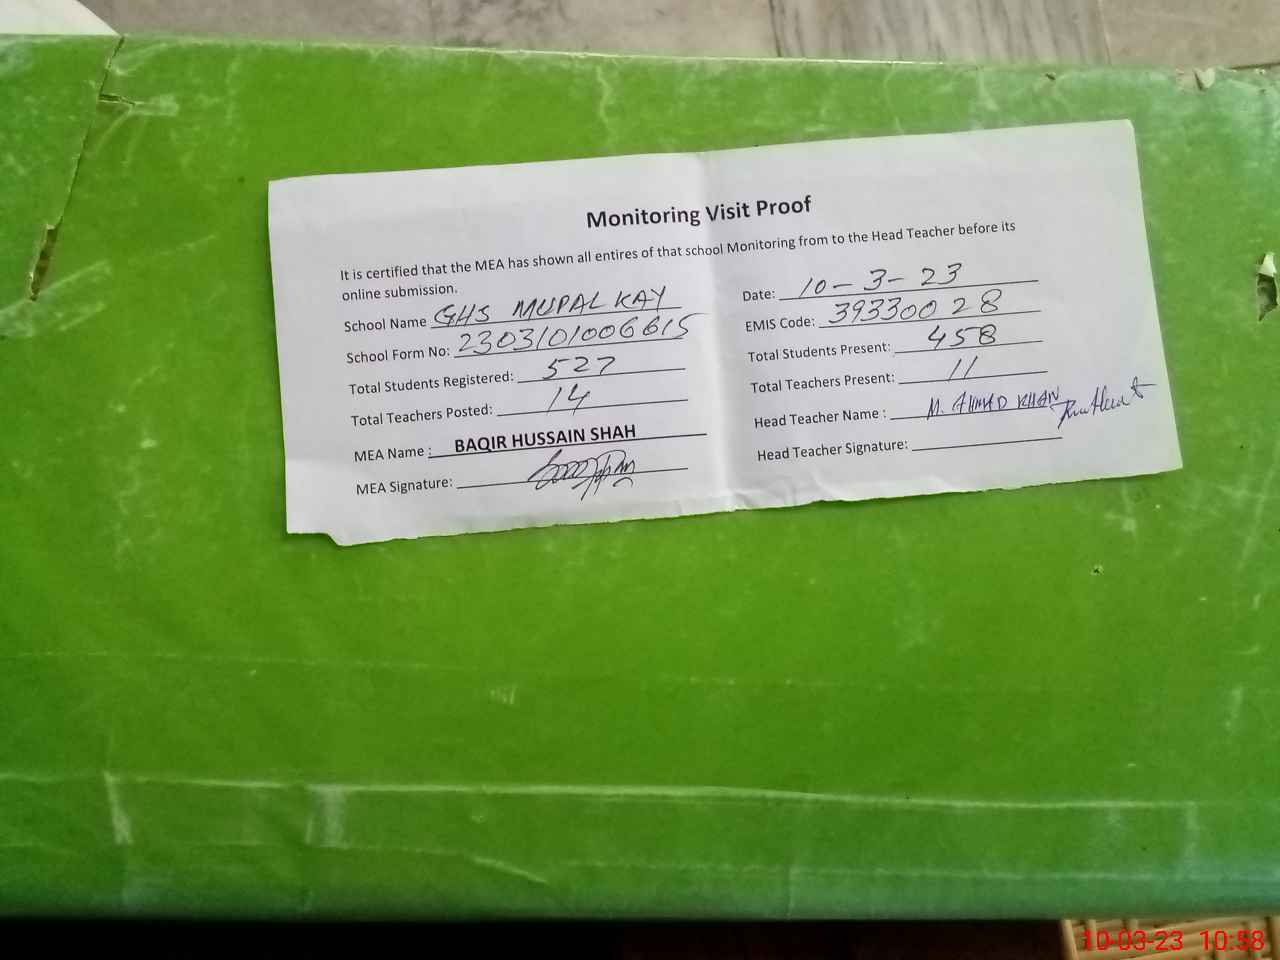 Monitoring Visit Proof
It is certified that the MEA has shown all entires of that school Monitoring from to the Head Teacher before its
online submission.
School Name GHS MUPALKAY
School Form No: 2303101006615
Total Students Registered: 527
Total Teachers Posted: 14
MEA Name : BAQIR HUSSAIN SHAH
MEA Signature:
Date: 10-3-23
EMIS Code: 39330028
Total Students Present: 458
Total Teachers Present: 11
Head Teacher Name : M. AHMAD KHAN
Head Teacher Signature:
10-03-23 10:58